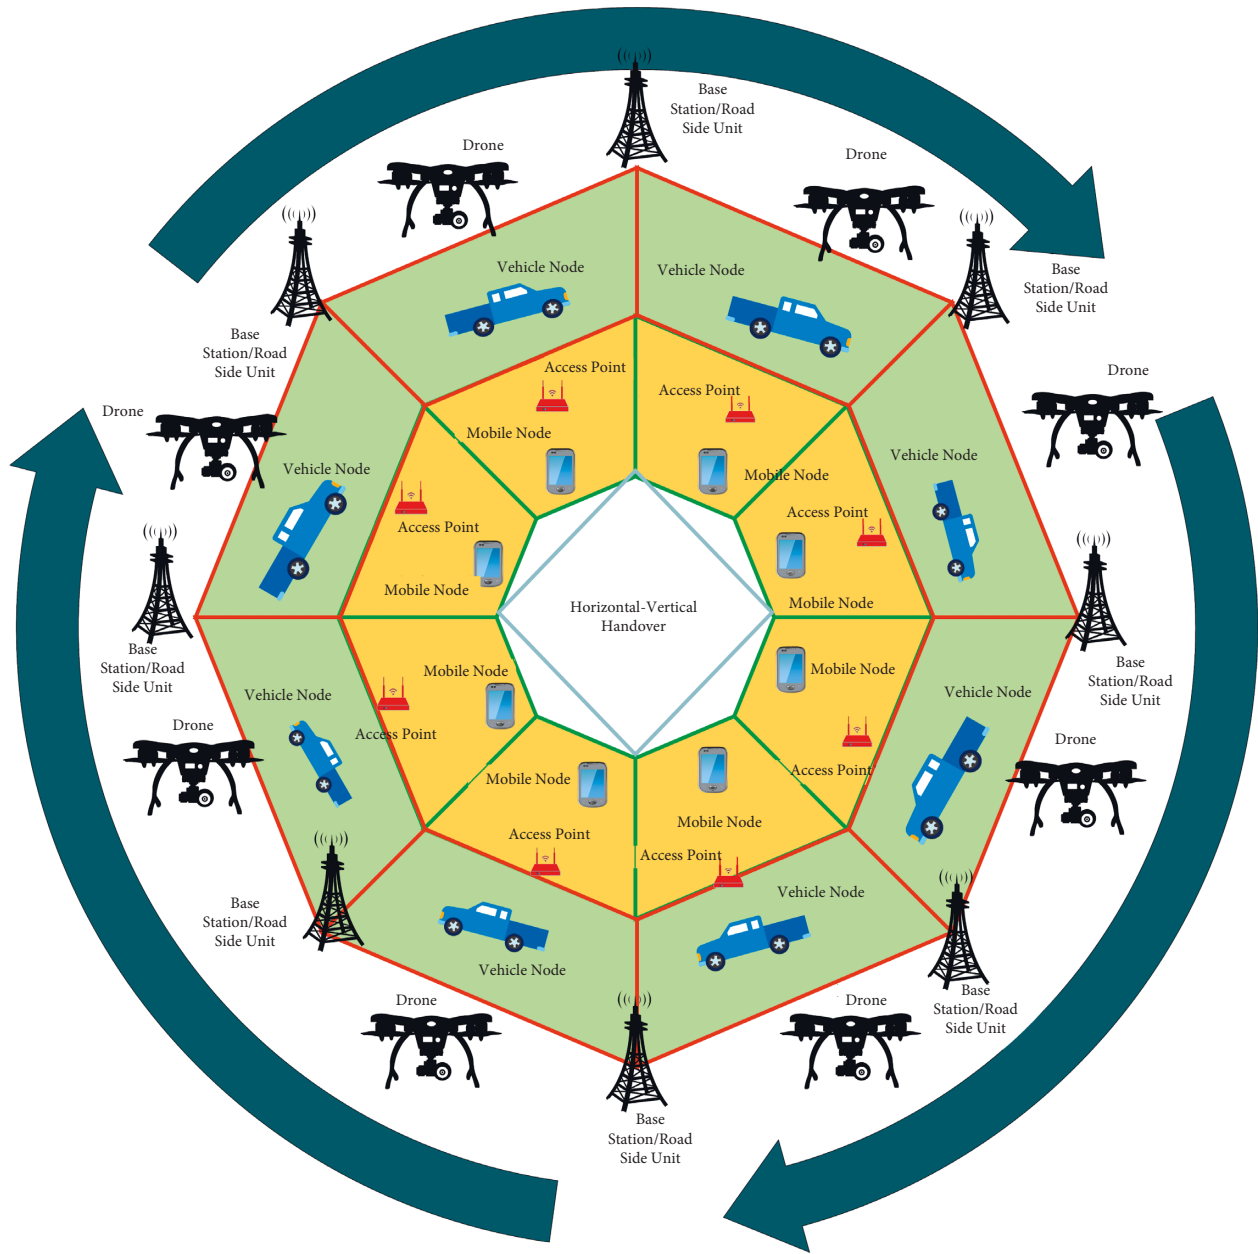 Base
Station/Road
Side Unit
Drone
Drone
Vehicle Node
Vehicle Node
Base
Station/Road
Side Unit
Base
Station/Road
Side Unit
Access Point
Access Point
Drone
Drone
Mobile Node
Mobile Node
Vehicle Node
Vehicle Node
Access Point
Access Point
Mobile Node
Mobile Node
Horizontal-Vertical
Handover
Base
Station/Road
Side Unit
Base
Station/Road
Side Unit
Mobile Node
Mobile Node
Vehicle Node
Vehicle Node
Drone
Access Point
Drone
Access Point
Mobile Node
Mobile Node
Access Point
Access Point
Vehicle Node
Base
Station/Road
Side Unit
Vehicle Node
Drone
Drone
Base
Station/Road
Side Unit
Base
Station/Road
Side Unit